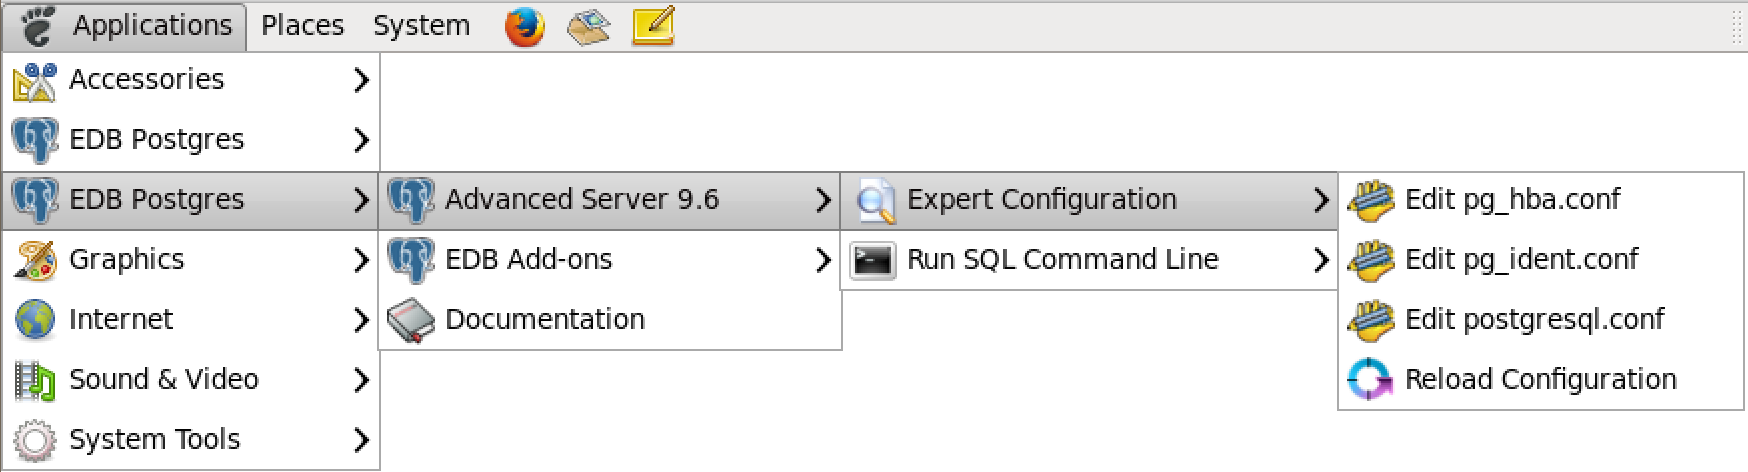 Applications Places System
Accessories
EDB Postgres
EDB Postgres
Graphics
Internet
Sound & Video
System Tools
Advanced Server 9.6
EDB Add-ons
Documentation
Expert Configuration
Run SQL Command Line
Edit pg_hba.conf
Edit pg_ident.conf
Edit postgresql.conf
Reload Configuration